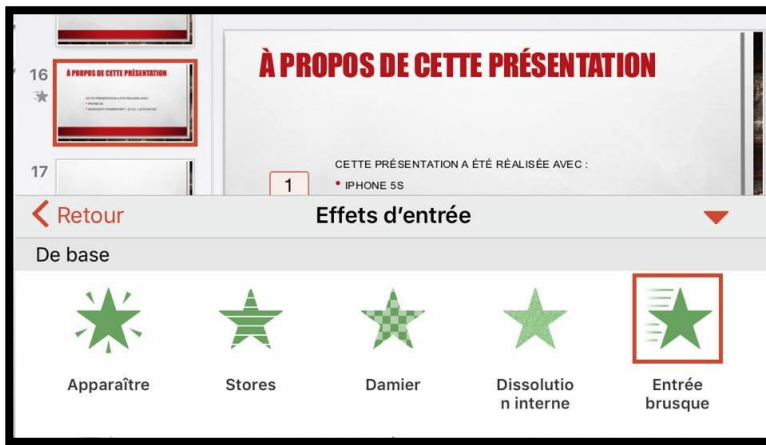 16
À PROPOS DE CETTE PRÉSENTATION
À PROPOS DE CETTE PRÉSENTATION
CETTE PRÉSENTATION A ÉTÉ RÉALISÉE AVEC :
1
• IPHONE 5S
17
Retour
Effets d’entrée
De base
Apparaître
Stores
Damier
Dissolutio
n interne
Entrée
brusque